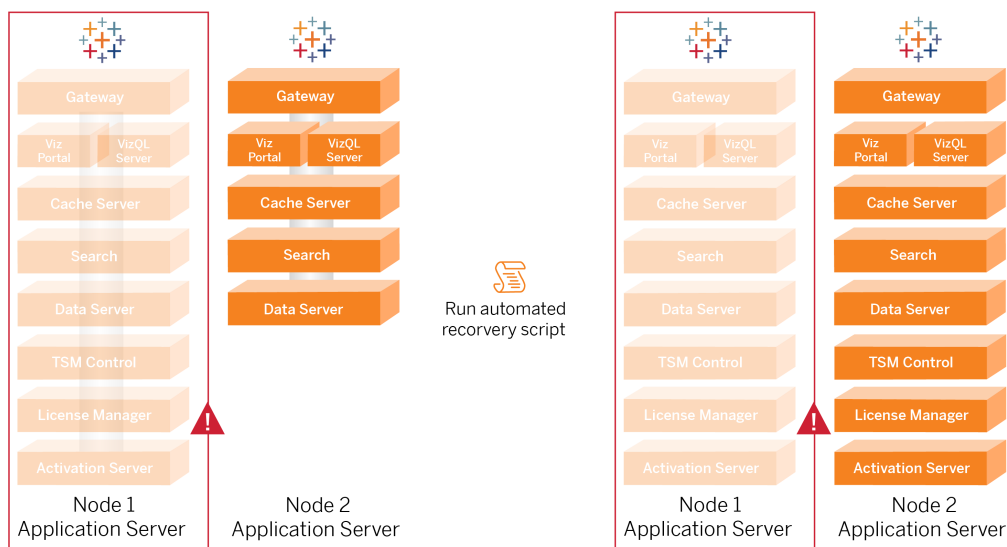 Gateway
Viz
Portal
VizQL
Server
Cache Server
Search
Data Server
TSM Control
License Manager
!
Activation Server
Node 1
Application Server
Gateway
Viz
Portal
VizQL
Server
Cache Server
Search
Data Server
Node 2
Application Server
Run automated
recorvery script
Gateway
Viz
Portal
VizQL
Server
Cache Server
Search
Data Server
TSM Control
License Manager
!
Activation Server
Node 1
Application Server
Gateway
Viz
Portal
VizQL
Server
Cache Server
Search
Data Server
TSM Control
License Manager
Activation Server
Node 2
Application Server